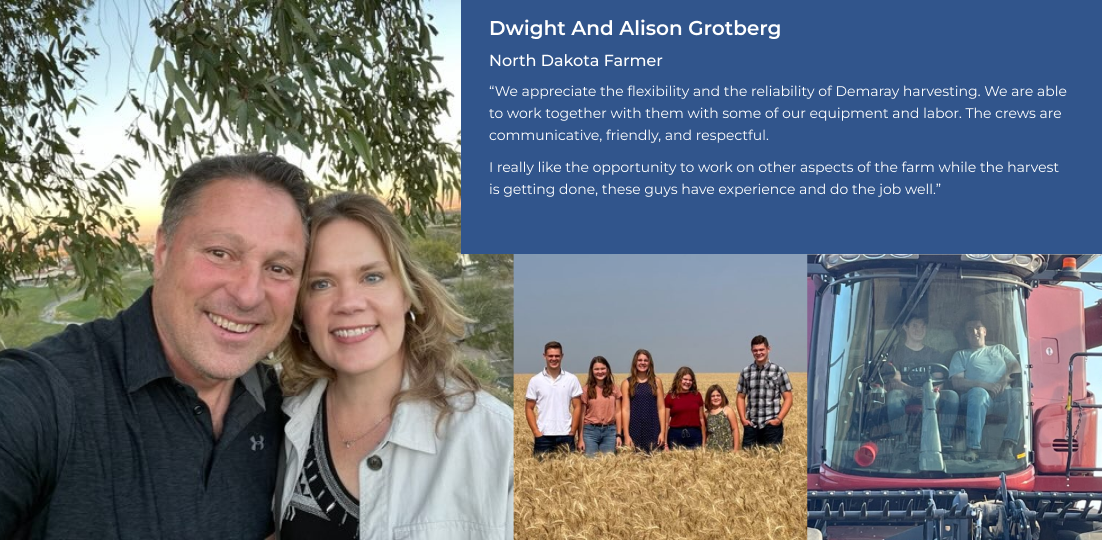 Dwight And Alison Grotberg
North Dakota Farmer
“We appreciate the flexibility and the reliability of Demaray harvesting. We are able
to work together with them with some of our equipment and labor. The crews are
communicative, friendly, and respectful.
I really like the opportunity to work on other aspects of the farm while the harvest
is getting done, these guys have experience and do the job well.”